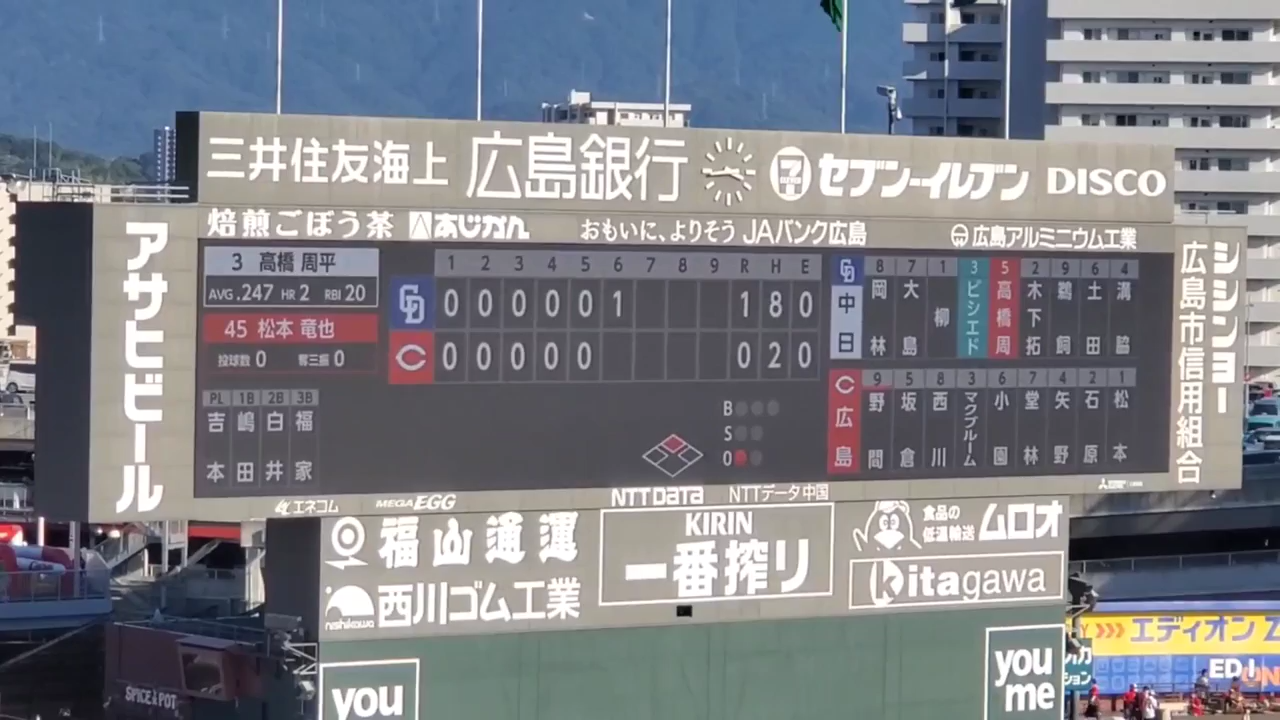 三井住友海上 広島銀行 セブン-イレブン DISCO
焙煎ごぼう茶 あじかん おもいに、よりそう JAバンク広島 広島アルミニウム工業
アサヒビール
シシンヨー
広島市信用組合
3 高橋 周平
AVG .247 HR 2 RBI 20
45 松本 竜也
投球数 0 奪三振 0
1 2 3 4 5 6 7 8 9 R H E
D 0 0 0 0 0 1 1 8 0
C 0 0 0 0 0 0 2 0
PL 1B 2B 3B
吉本 嶋田 白井 福家
B
S
O
中日
8 7 1 3 5 2 9 6 4
岡林 大島 柳 ビシエド 高橋周 木下拓 鵜飼 土田 溝脇
C 広島
9 5 8 3 6 7 4 2 1
野間 坂倉 西川 マクブルーム 小園 堂林 矢野 石原 松本
エネコム MEGA EGG NTT DATA NTTデータ中国
福山通運
KIRIN
一番搾り
食品の
低温輸送 ムロオ
nishikawa 西川ゴム工業
Kitagawa
you
you
me
SPICE & POT
エディオン
EDI